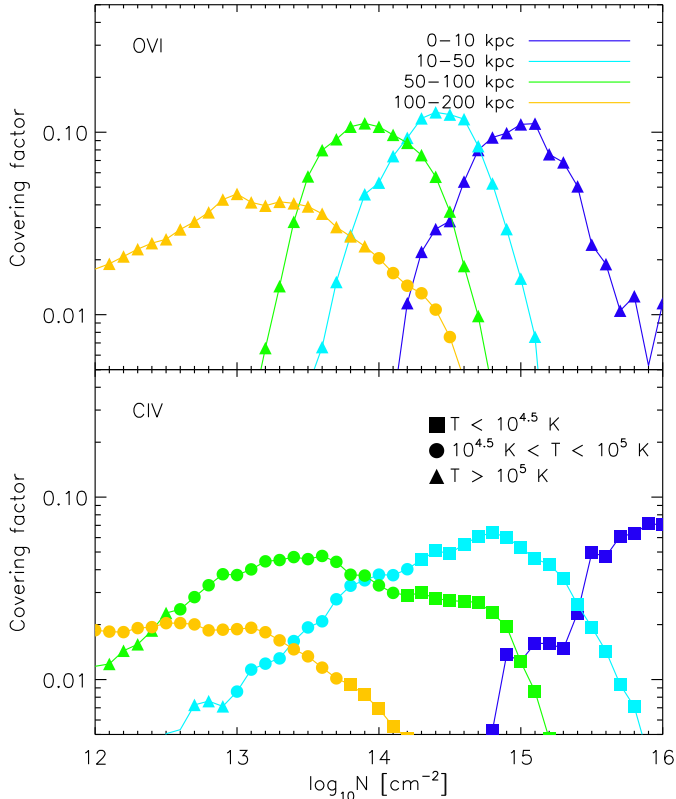 OVI
0−10 kpc
10−50 kpc
50−100 kpc
100−200 kpc
0.10
0.01
Covering factor
CIV
T < 10^4.5 K
10^4.5 K < T < 10^5 K
T > 10^5 K
0.10
0.01
Covering factor
12 13 14 15 16
log₁₀N [cm⁻²]